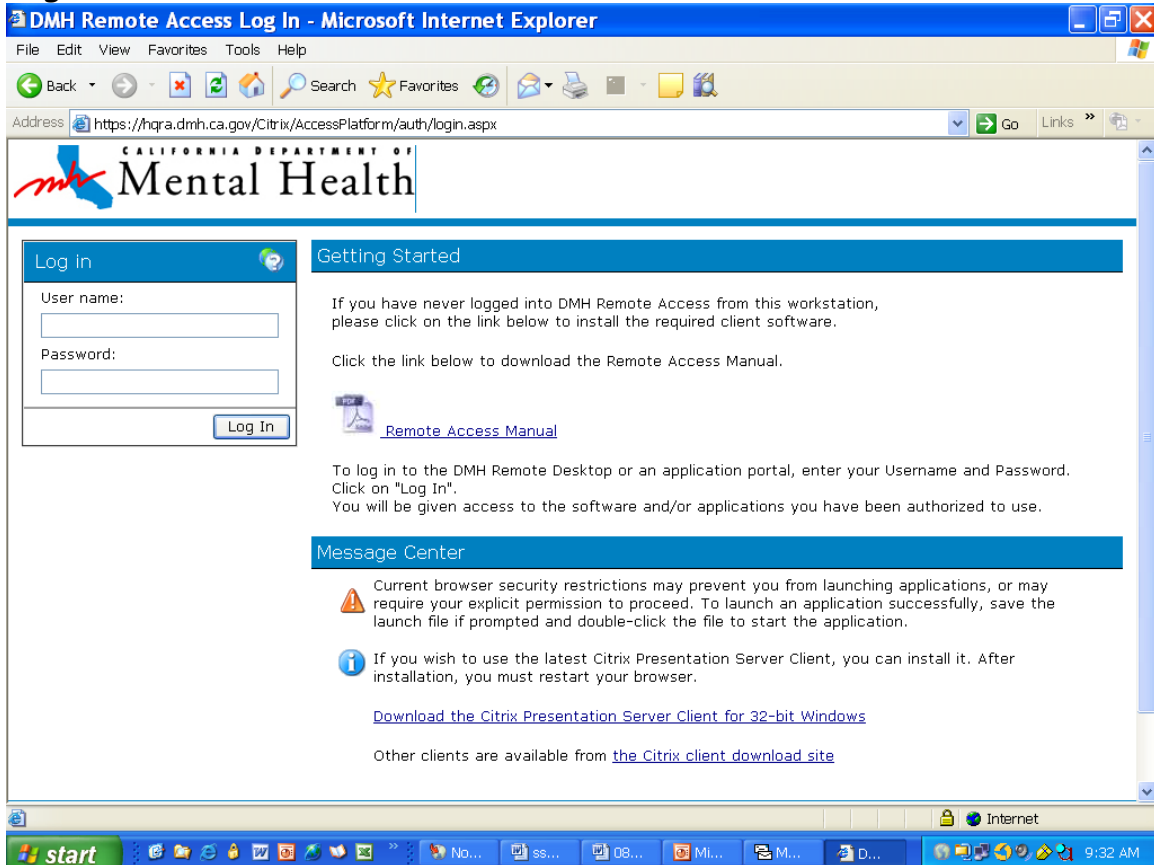 DMH Remote Access Log In - Microsoft Internet Explorer
File Edit View Favorites Tools Help
Back Search Favorites
Address https://hqra.dmh.ca.gov/Citrix/AccessPlatform/auth/login.aspx Go Links »
CALIFORNIA DEPARTMENT OF
mh Mental Health
Log in
User name:
Password:
Log In
Getting Started
If you have never logged into DMH Remote Access from this workstation,
please click on the link below to install the required client software.
Click the link below to download the Remote Access Manual.
PDF
Remote Access Manual
To log in to the DMH Remote Desktop or an application portal, enter your Username and Password.
Click on "Log In".
You will be given access to the software and/or applications you have been authorized to use.
Message Center
Current browser security restrictions may prevent you from launching applications, or may
require your explicit permission to proceed. To launch an application successfully, save the
launch file if prompted and double-click the file to start the application.
If you wish to use the latest Citrix Presentation Server Client, you can install it. After
installation, you must restart your browser.
Download the Citrix Presentation Server Client for 32-bit Windows
Other clients are available from the Citrix client download site
Internet
start » No... ss... 08... Mi... M... D... 9:32 AM